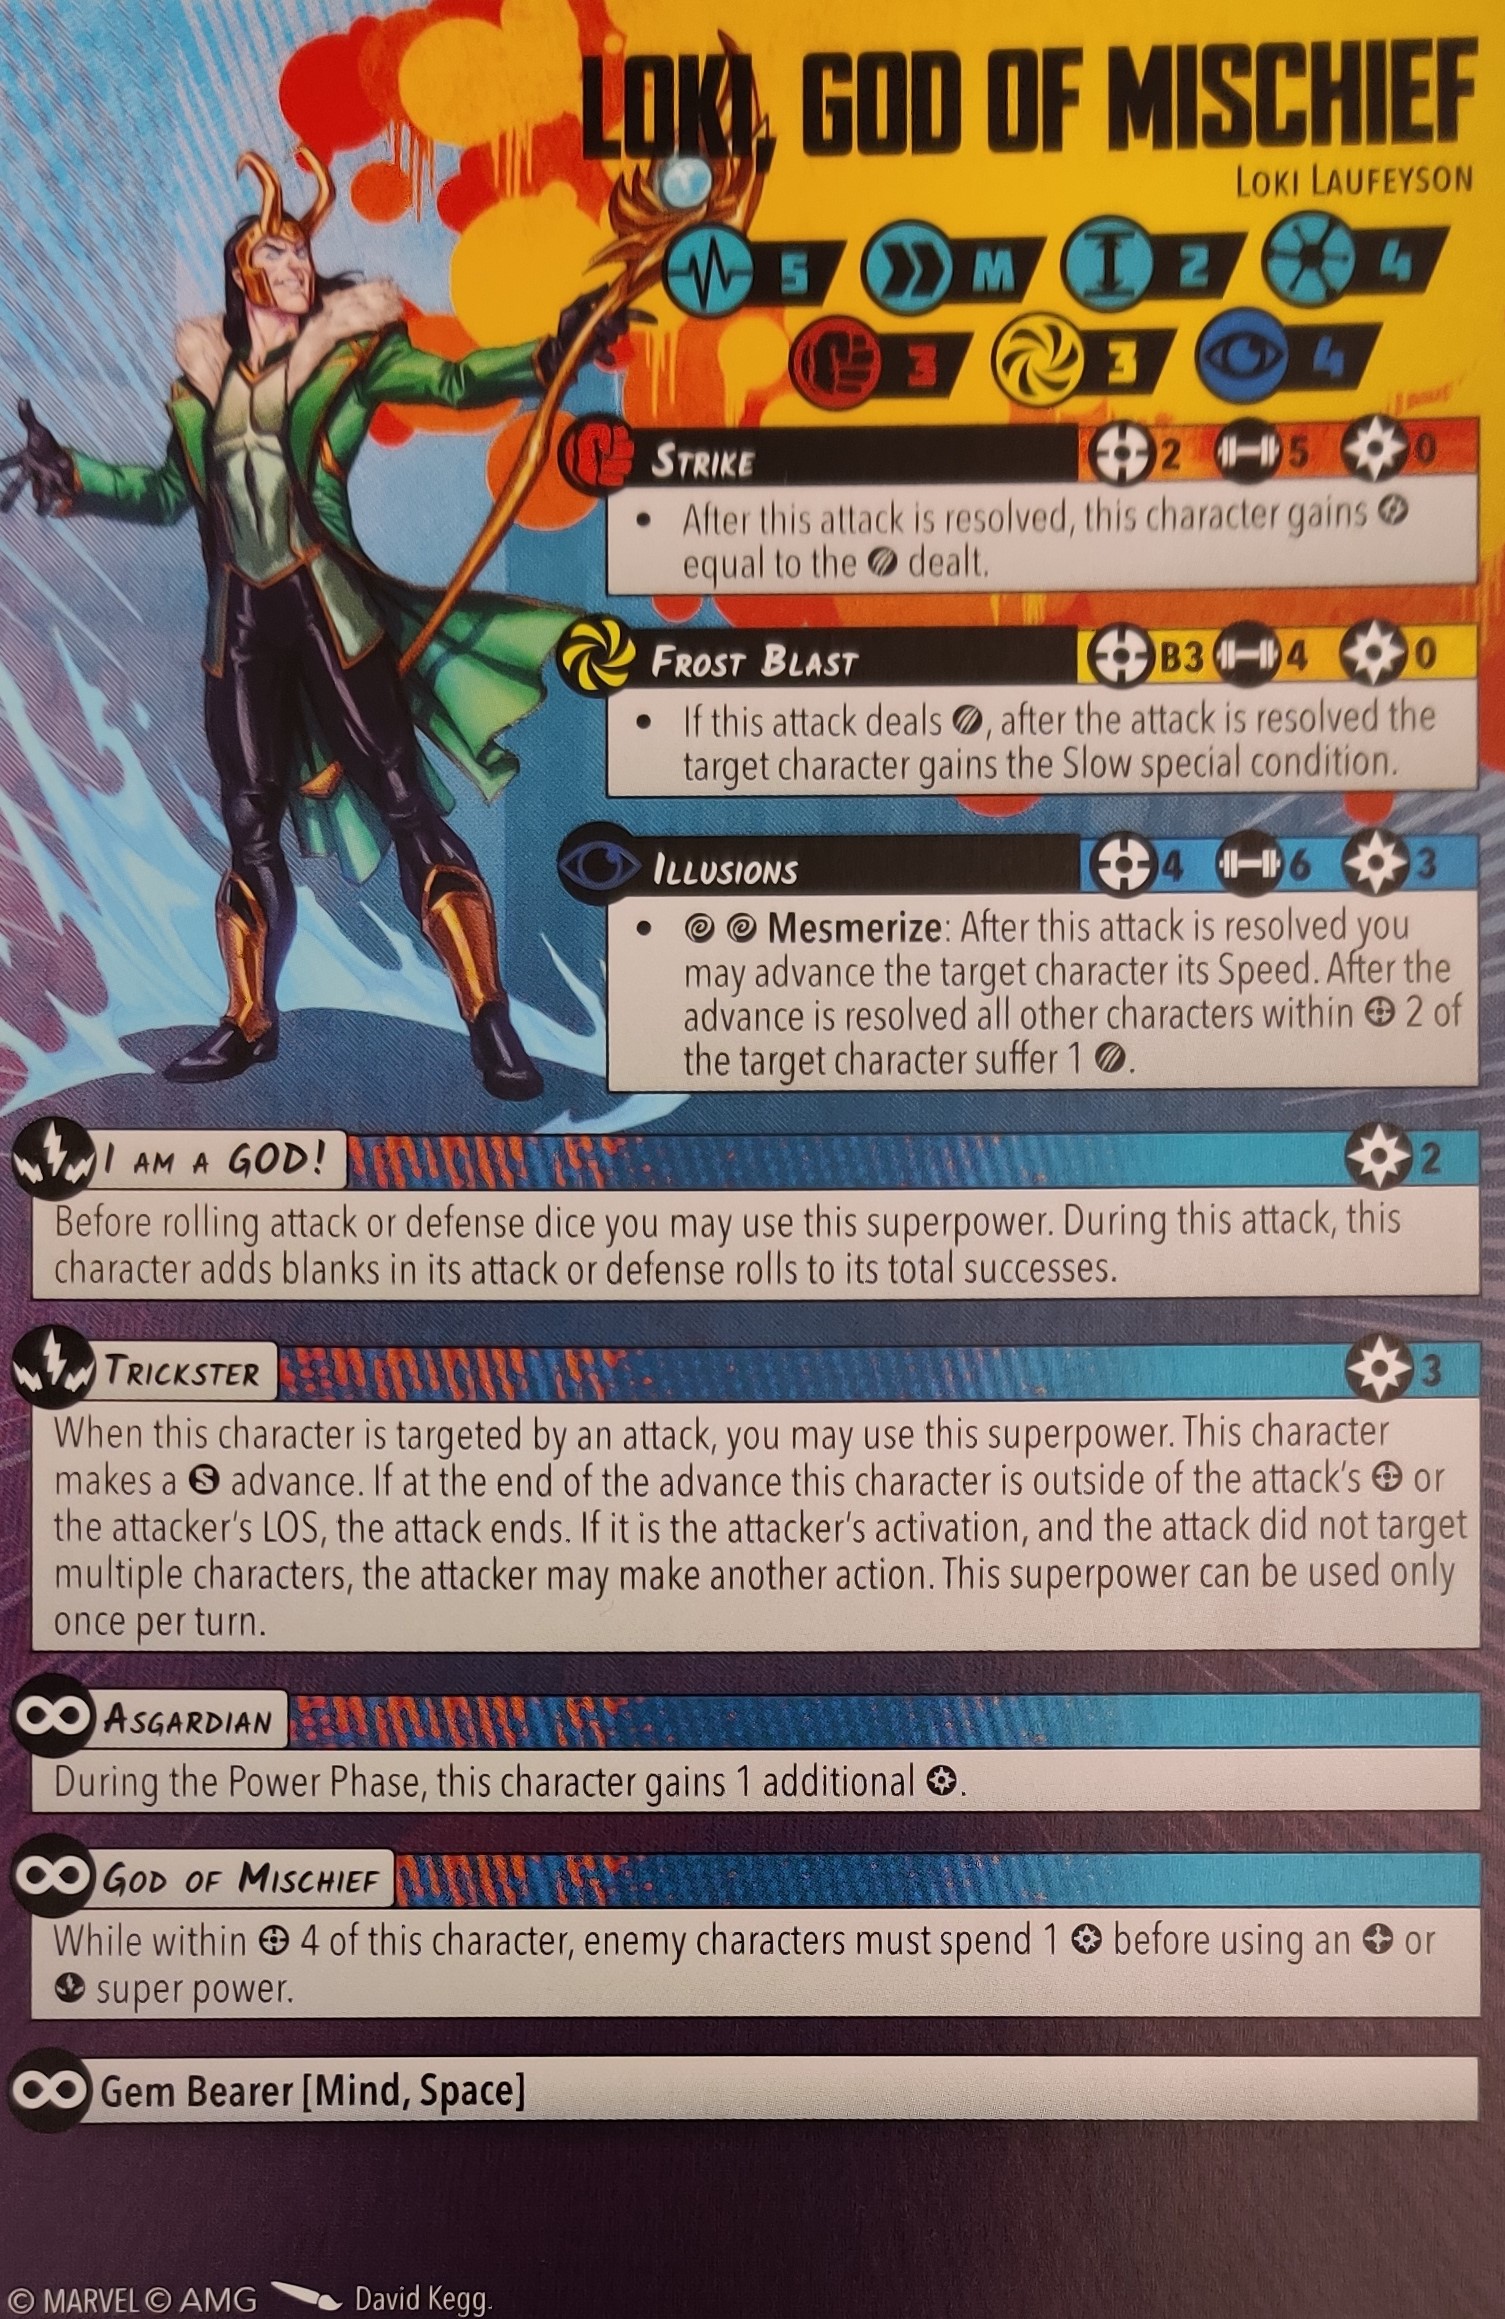 LOKI, GOD OF MISCHIEF
LOKI LAUFEYSON
5 M 2 4
3 3 4
STRIKE 2 5 0
• After this attack is resolved, this character gains
equal to the dealt.
FROST BLAST B3 4 0
• If this attack deals , after the attack is resolved the
target character gains the Slow special condition.
ILLUSIONS 4 6 3
• Mesmerize: After this attack is resolved you
may advance the target character its Speed. After the
advance is resolved all other characters within 2 of
the target character suffer 1 .
I AM A GOD! 2
Before rolling attack or defense dice you may use this superpower. During this attack, this
character adds blanks in its attack or defense rolls to its total successes.
TRICKSTER 3
When this character is targeted by an attack, you may use this superpower. This character
makes a S advance. If at the end of the advance this character is outside of the attack's or
the attacker's LOS, the attack ends. If it is the attacker's activation, and the attack did not target
multiple characters, the attacker may make another action. This superpower can be used only
once per turn.
ASGARDIAN
During the Power Phase, this character gains 1 additional .
GOD OF MISCHIEF
While within 4 of this character, enemy characters must spend 1 before using an or
super power.
Gem Bearer [Mind, Space]
© MARVEL © AMG David Kegg.